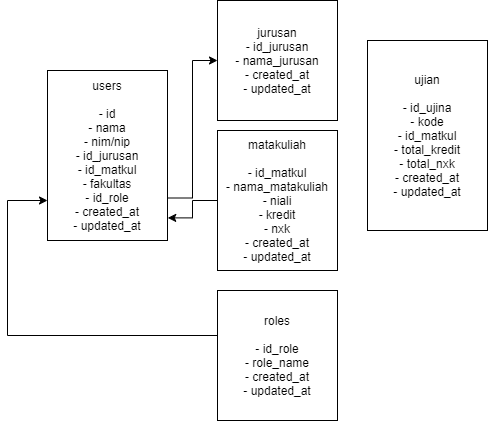 users
- id
- nama
- nim/nip
- id_jurusan
- id_matkul
- fakultas
- id_role
- created_at
- updated_at
jurusan
- id_jurusan
- nama_jurusan
- created_at
- updated_at
matakuliah
- id_matkul
- nama_matakuliah
- niali
- kredit
- nxk
- created_at
- updated_at
roles
- id_role
- role_name
- created_at
- updated_at
ujian
- id_ujina
- kode
- id_matkul
- total_kredit
- total_nxk
- created_at
- updated_at